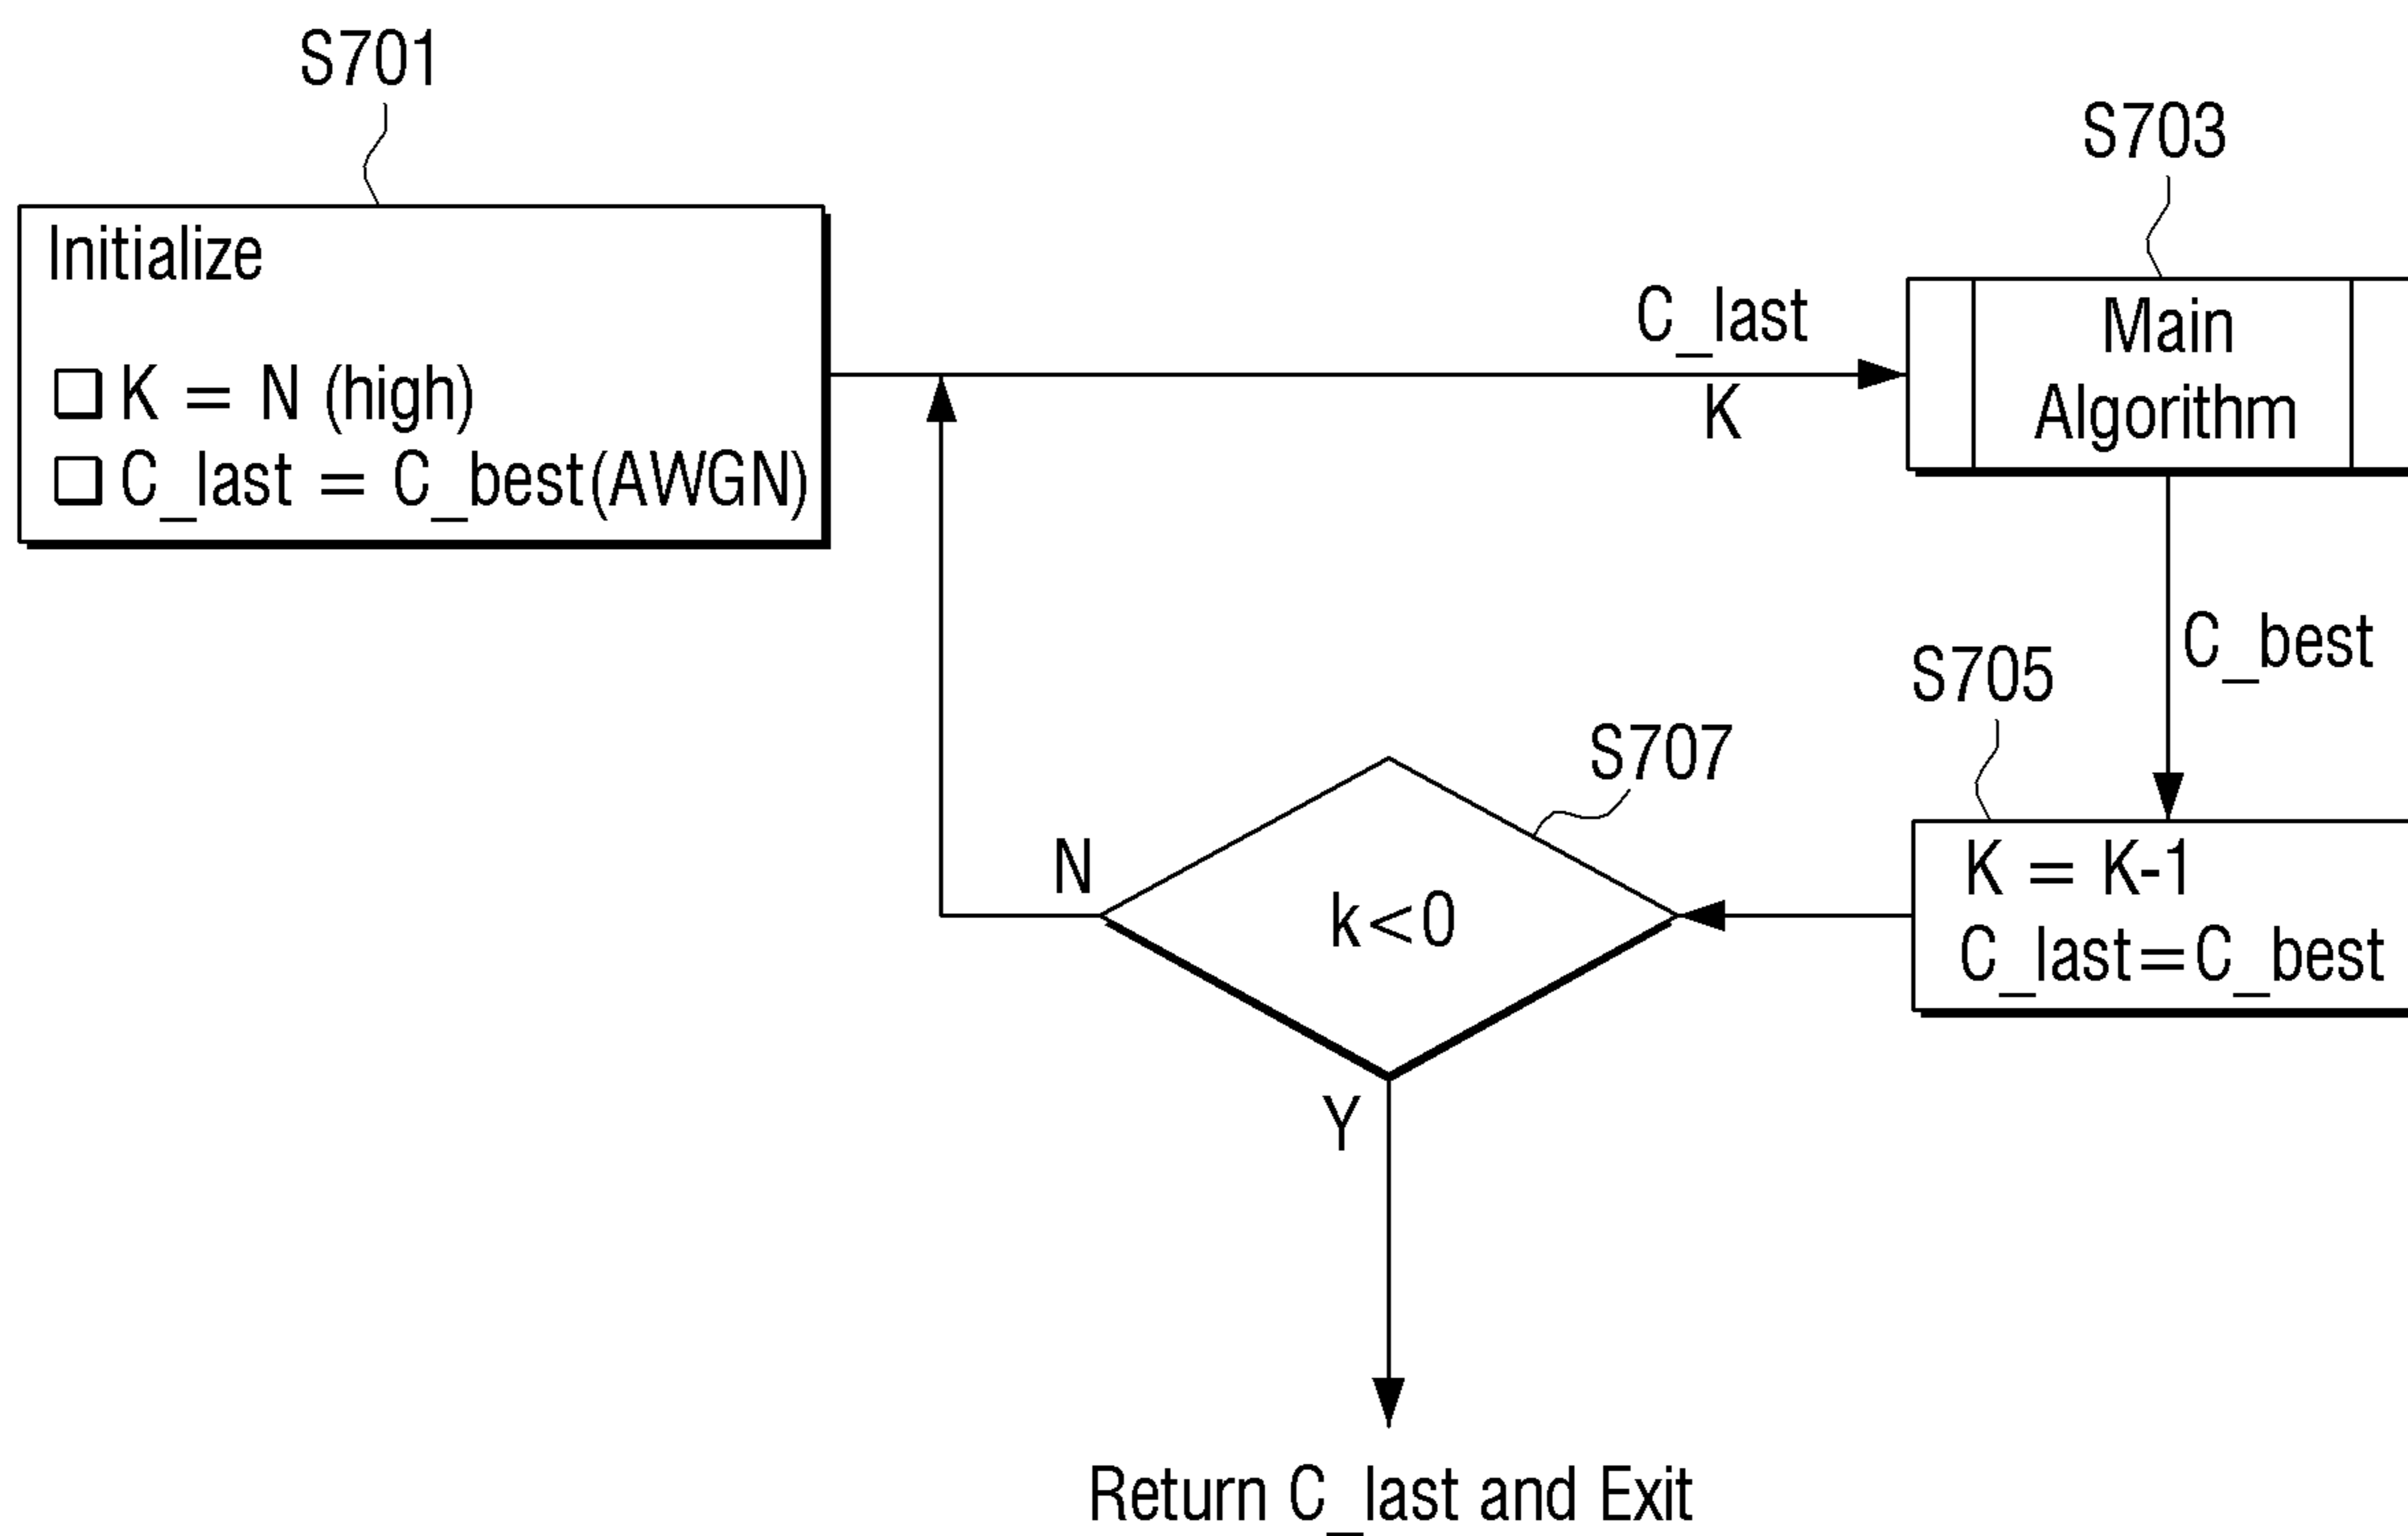 S701
Initialize
K = N (high)
C_last = C_best(AWGN)
C_last
K
S703
Main
Algorithm
C_best
S705
K = K-1
C_last=C_best
S707
k<0
N
Y
Return C_last and Exit